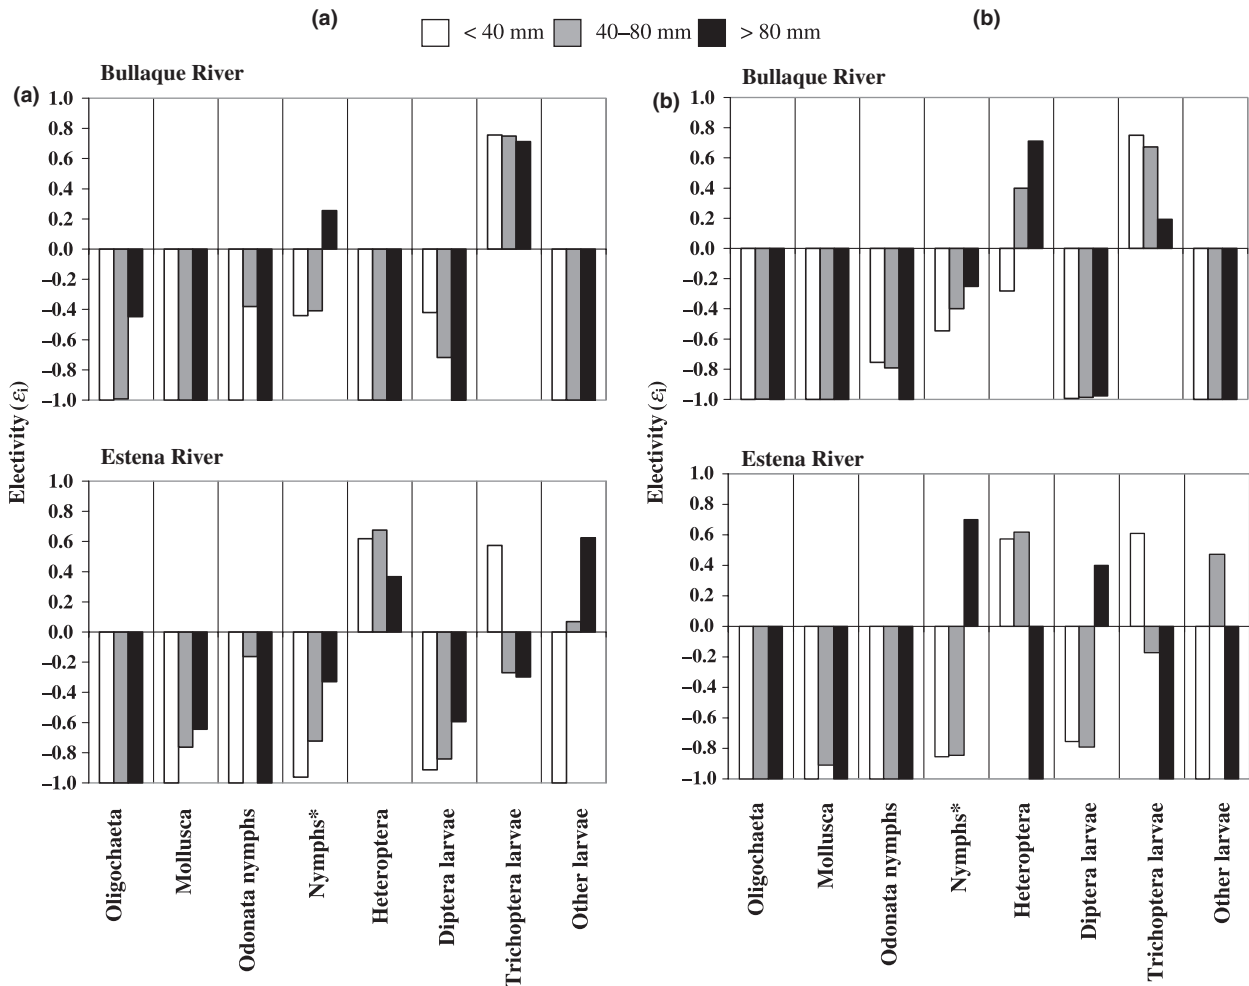 (a) (b)
< 40 mm 40–80 mm > 80 mm
Bullaque River
(a)
1.0
0.8
0.6
0.4
0.2
0.0
–0.2
–0.4
–0.6
–0.8
–1.0
Estena River
1.0
0.8
0.6
0.4
0.2
0.0
–0.2
–0.4
–0.6
–0.8
–1.0
Electivity (εi)
Oligochaeta
Mollusca
Odonata nymphs
Nymphs*
Heteroptera
Diptera larvae
Trichoptera larvae
Other larvae
Bullaque River
(b)
1.0
0.8
0.6
0.4
0.2
0.0
–0.2
–0.4
–0.6
–0.8
–1.0
Estena River
1.0
0.8
0.6
0.4
0.2
0.0
–0.2
–0.4
–0.6
–0.8
–1.0
Electivity (εi)
Oligochaeta
Mollusca
Odonata nymphs
Nymphs*
Heteroptera
Diptera larvae
Trichoptera larvae
Other larvae